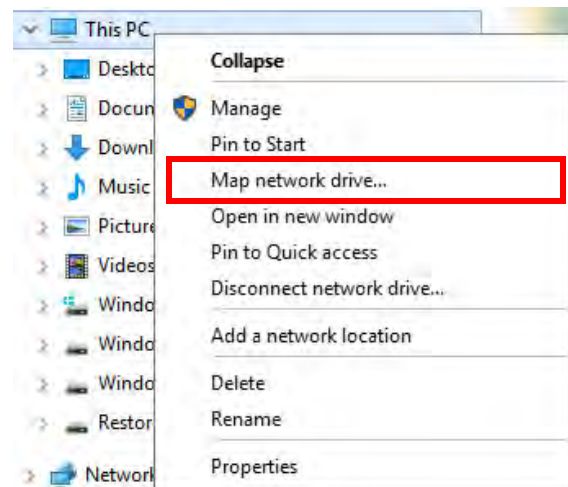 This PC
Deskto
Docun
Downl
Music
Picture
Videos
Windo
Windo
Windo
Restor
Network
Collapse
Manage
Pin to Start
Map network drive...
Open in new window
Pin to Quick access
Disconnect network drive...
Add a network location
Delete
Rename
Properties